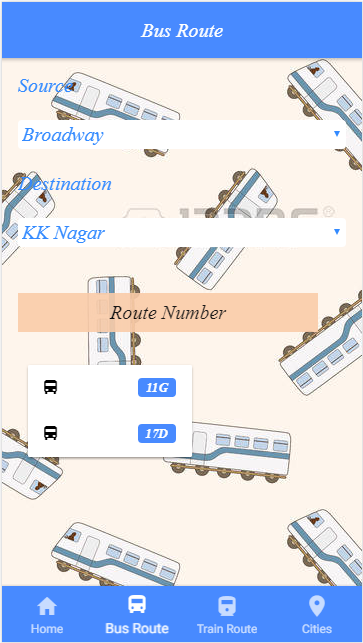 Bus Route
Source
Broadway
Destination
KK Nagar
Route Number
11G
17D
Home
Bus Route
Train Route
Cities